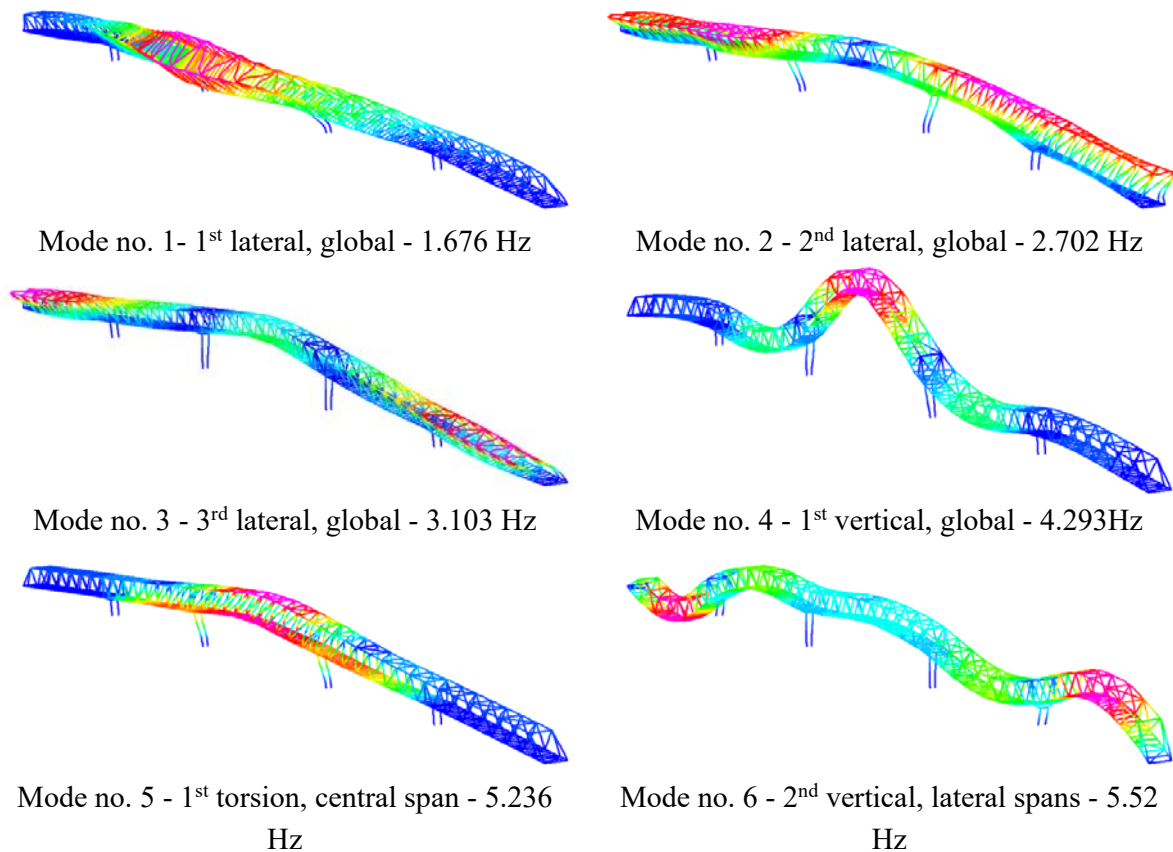 Mode no. 1- 1st lateral, global - 1.676 Hz
Mode no. 2 - 2nd lateral, global - 2.702 Hz
Mode no. 3 - 3rd lateral, global - 3.103 Hz
Mode no. 4 - 1st vertical, global - 4.293Hz
Mode no. 5 - 1st torsion, central span - 5.236
Hz
Mode no. 6 - 2nd vertical, lateral spans - 5.52
Hz